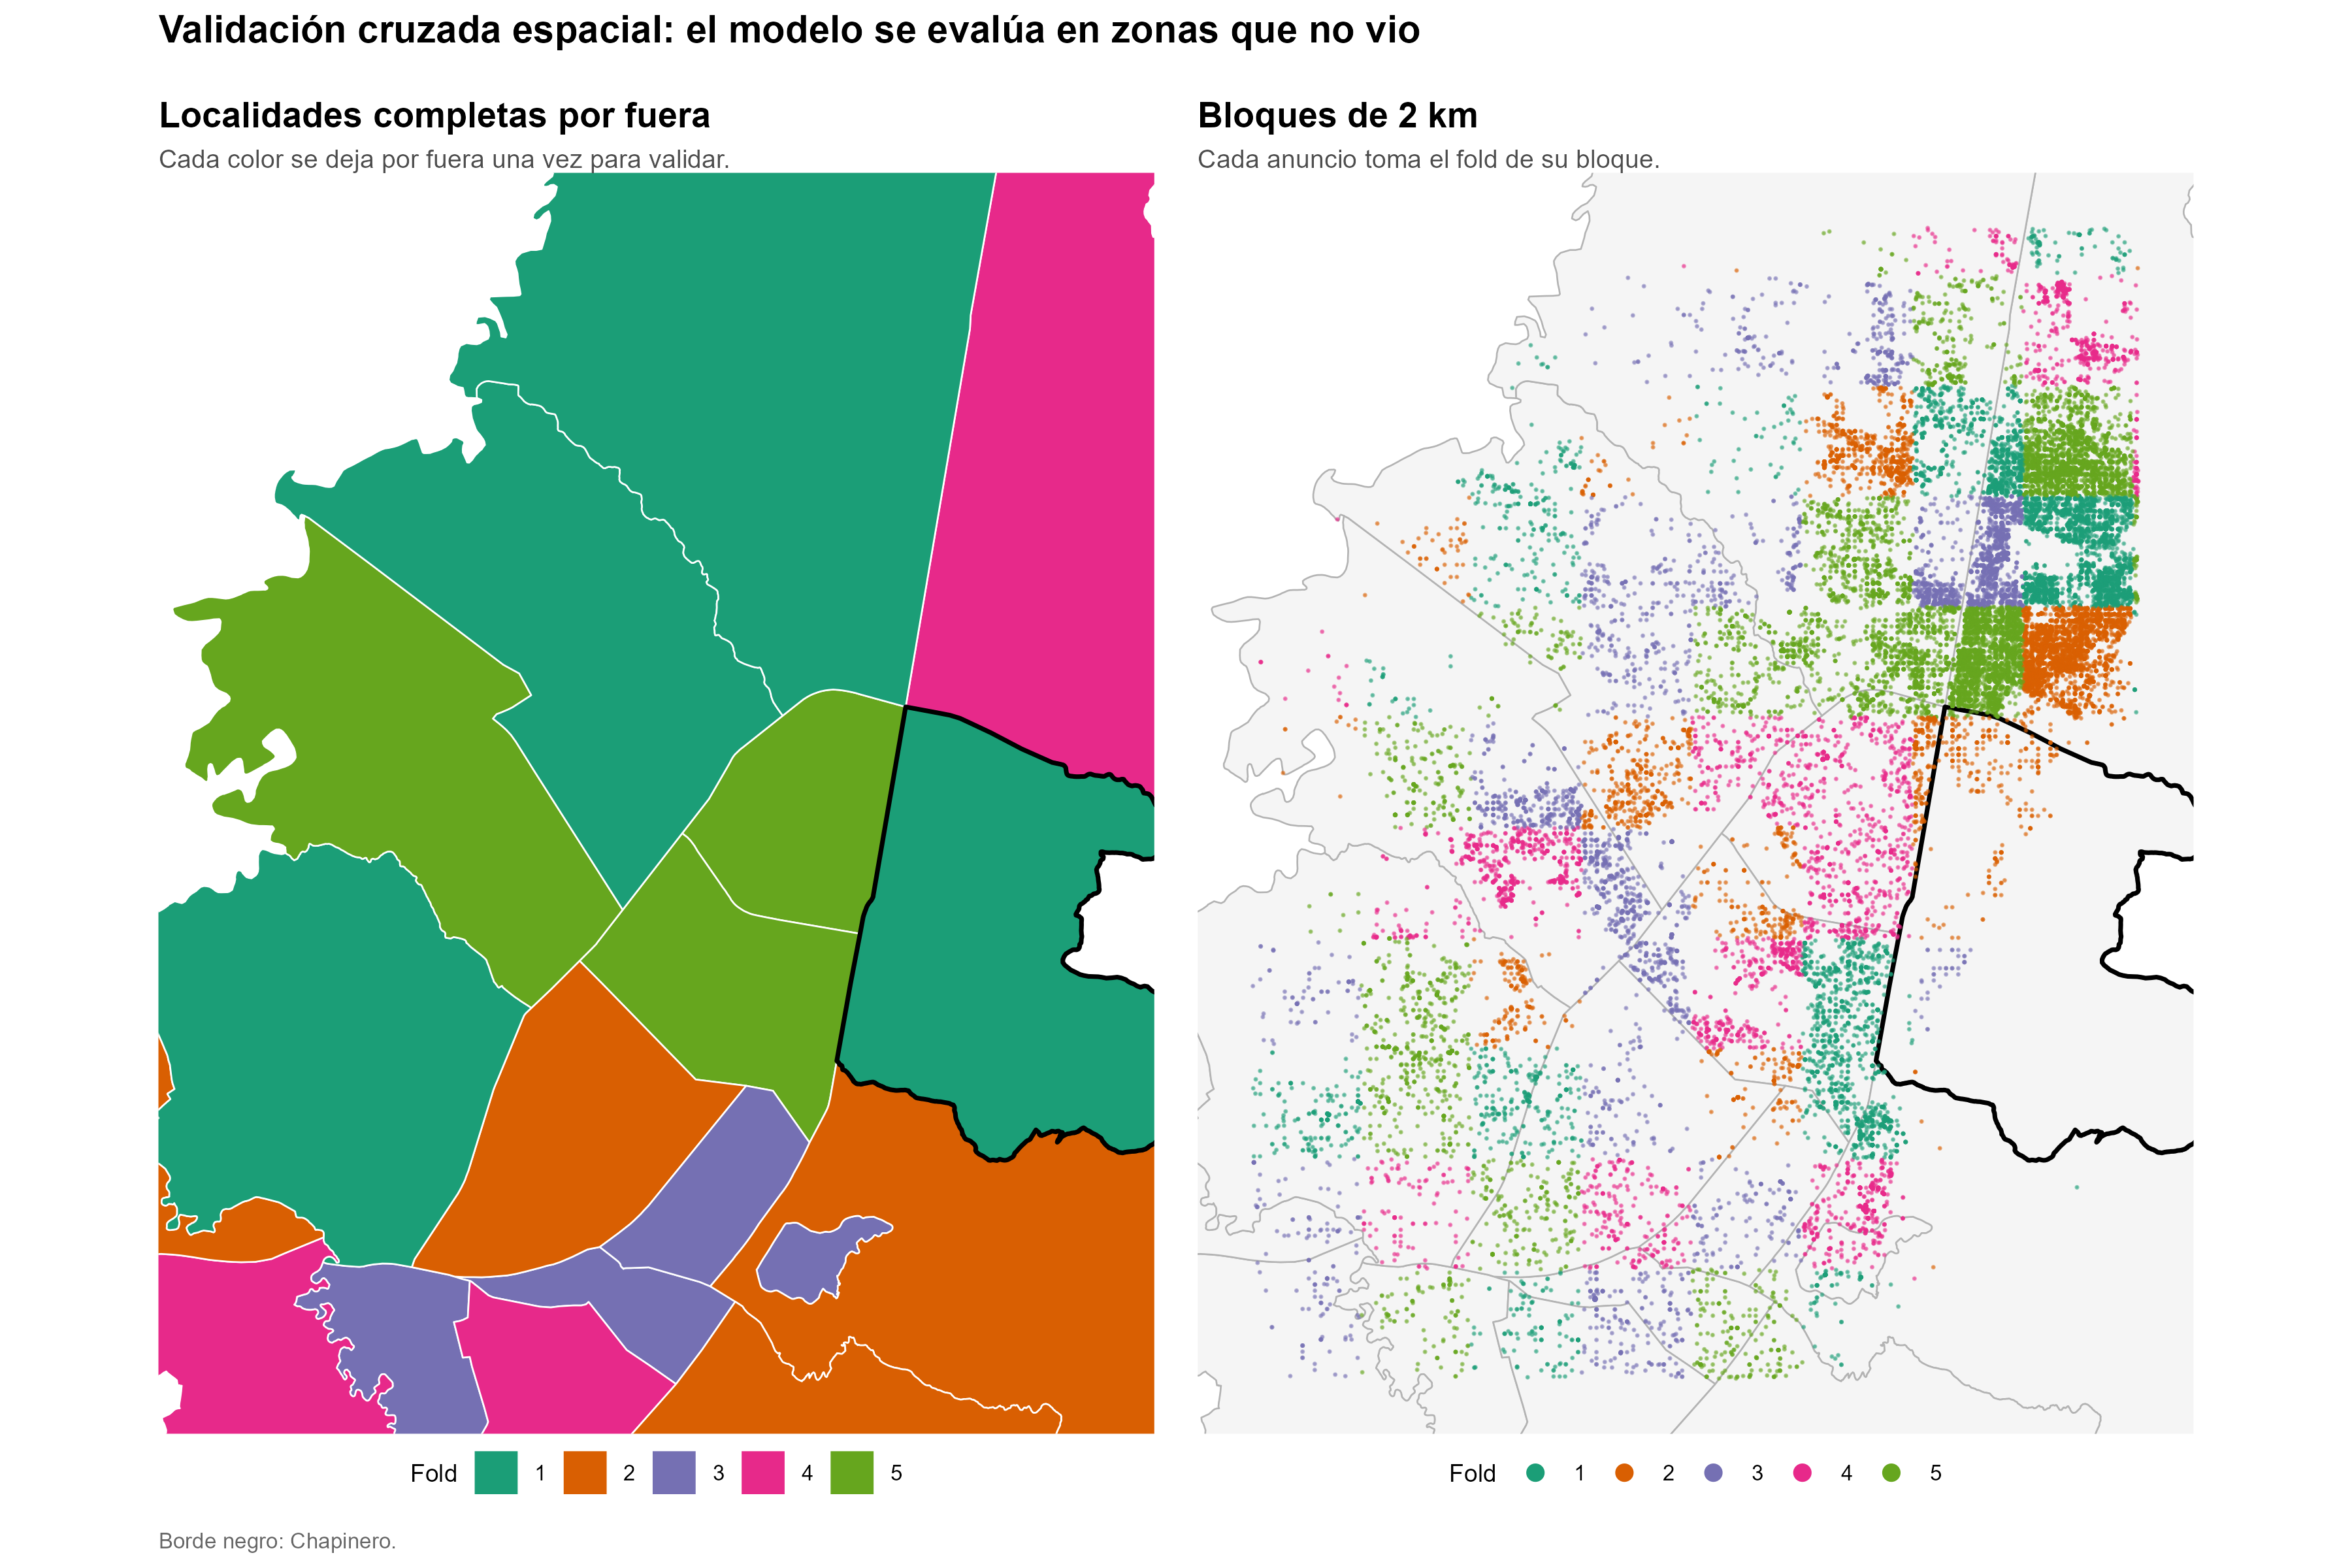 Validación cruzada espacial: el modelo se evalúa en zonas que no vio
Localidades completas por fuera
Cada color se deja por fuera una vez para validar.
Bloques de 2 km
Cada anuncio toma el fold de su bloque.
Fold 1 2 3 4 5
Fold 1 2 3 4 5
Borde negro: Chapinero.